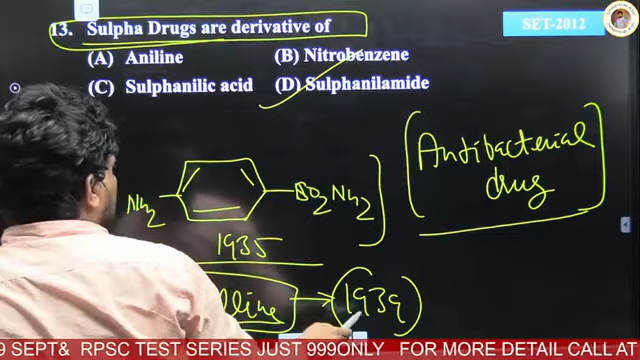 13. Sulpha Drugs are derivative of
SET-2012
(A) Aniline
(B) Nitrobenzene
(C) Sulphanilic acid
(D) Sulphanilamide
Antibacterial
drug
NH2
SO2NH2
1935
1939
9 SEPT& RPSC TEST SERIES JUST 999ONLY FOR MORE DETAIL CALL AT